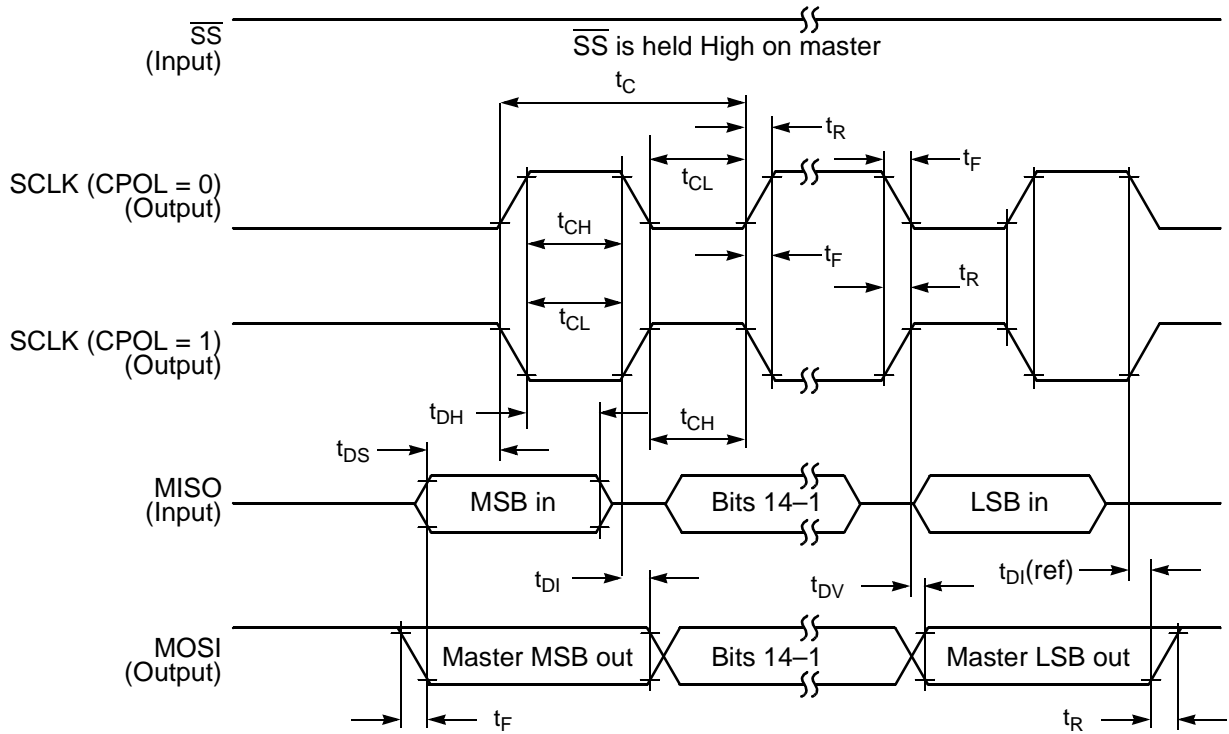 SS
(Input)
SS is held High on master
tC
tR
tF
SCLK (CPOL = 0)
(Output)
tCL
tCH
tF
tR
tCL
SCLK (CPOL = 1)
(Output)
tDH
tCH
tDS
MISO
(Input)
MSB in
Bits 14–1
LSB in
tDI
tDV
tDI(ref)
MOSI
(Output)
Master MSB out
Bits 14–1
Master LSB out
tF
tR